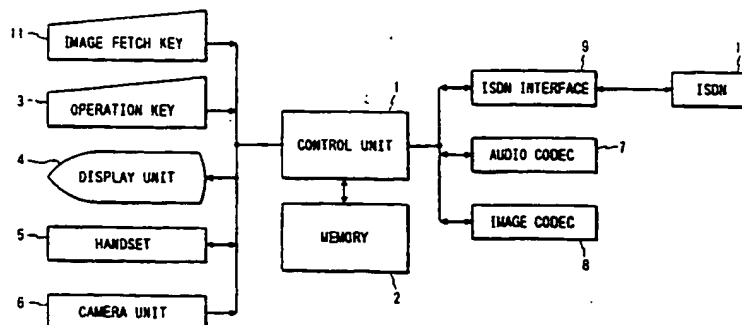 11
IMAGE FETCH KEY
3
OPERATION KEY
4
DISPLAY UNIT
5
HANDSET
6
CAMERA UNIT
1
CONTROL UNIT
MEMORY
2
9
ISDN INTERFACE
AUDIO CODEC
7
IMAGE CODEC
8
ISDN